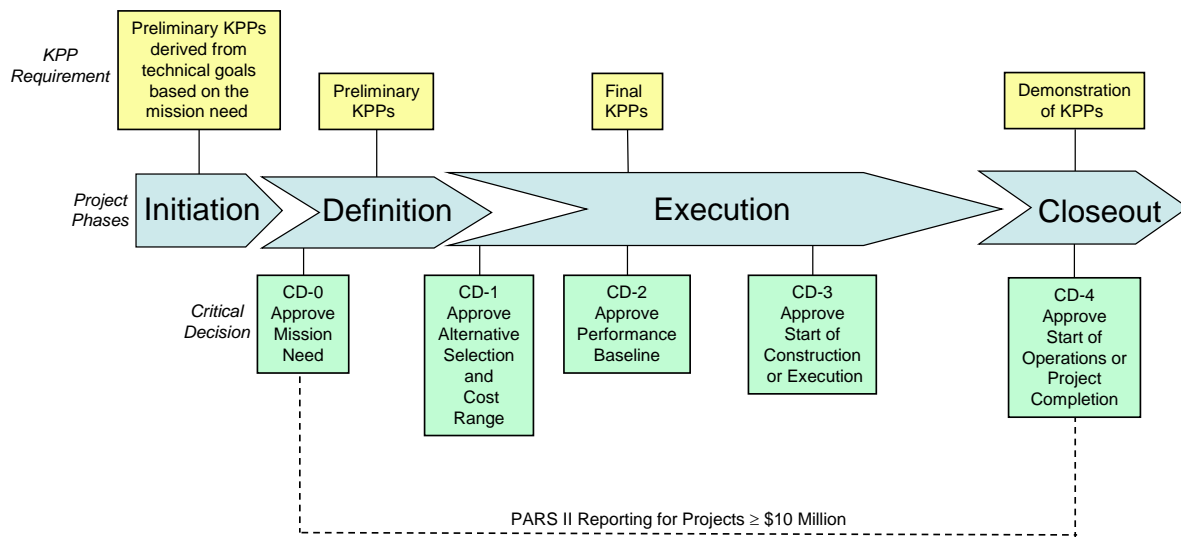 KPP
Requirement
Preliminary KPPs
derived from
technical goals
based on the
mission need
Preliminary
KPPs
Final
KPPs
Demonstration
of KPPs
Project
Phases
Initiation
Definition
Execution
Closeout
Critical
Decision
CD-0
Approve
Mission
Need
CD-1
Approve
Alternative
Selection
and
Cost
Range
CD-2
Approve
Performance
Baseline
CD-3
Approve
Start of
Construction
or Execution
CD-4
Approve
Start of
Operations or
Project
Completion
PARS II Reporting for Projects ≥ $10 Million